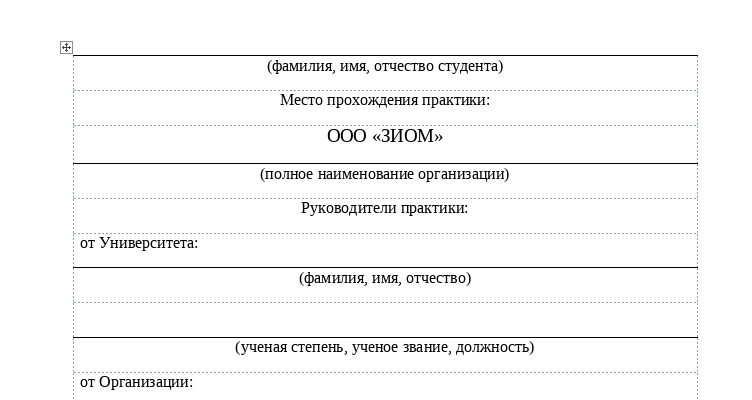 (фамилия, имя, отчество студента)
Место прохождения практики:
ООО «ЗИОМ»
(полное наименование организации)
Руководители практики:
от Университета:
(фамилия, имя, отчество)
(ученая степень, ученое звание, должность)
от Организации: